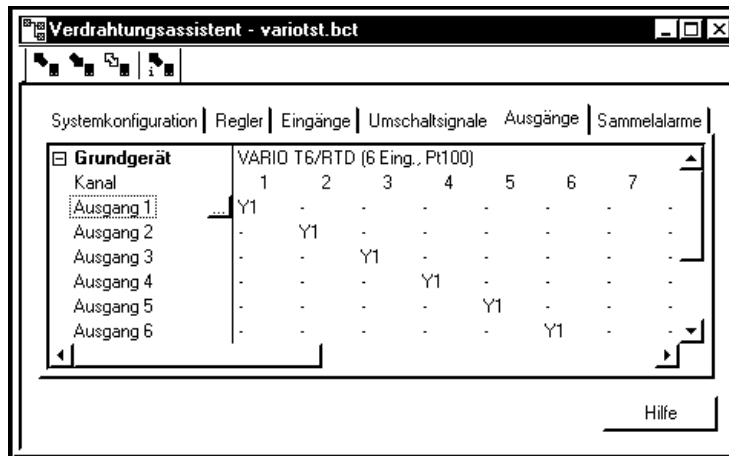 Verdrahtungsassistent - variotst.bct
i
Systemkonfiguration Regler Eingänge Umschaltsignale Ausgänge Sammelalarme
Grundgerät VARIO T6/RTD (6 Eing., Pt100)
Kanal 1 2 3 4 5 6 7
Ausgang 1 ... Y1 - - - - - - -
Ausgang 2 - Y1 - - - - - -
Ausgang 3 - - Y1 - - - - -
Ausgang 4 - - - Y1 - - - -
Ausgang 5 - - - - Y1 - - -
Ausgang 6 - - - - - Y1 - -
Hilfe